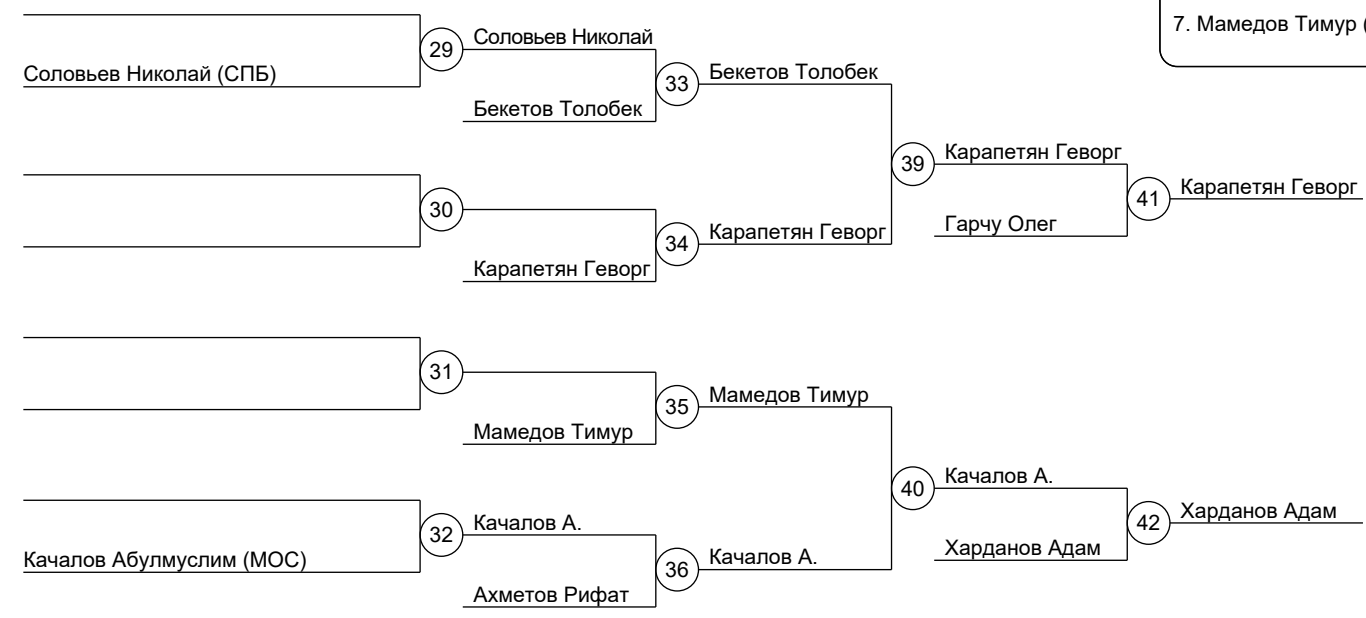 7. Мамедов Тимур (
29
Соловьев Николай
Соловьев Николай (СПБ)
33
Бекетов Толобек
Бекетов Толобек
39
Карапетян Геворг
41
Карапетян Геворг
30
34
Карапетян Геворг
Гарчу Олег
Карапетян Геворг
31
35
Мамедов Тимур
Мамедов Тимур
40
Качалов А.
42
Харданов Адам
32
Качалов А.
Качалов Абулмуслим (МОС)
36
Качалов А.
Харданов Адам
Ахметов Рифат